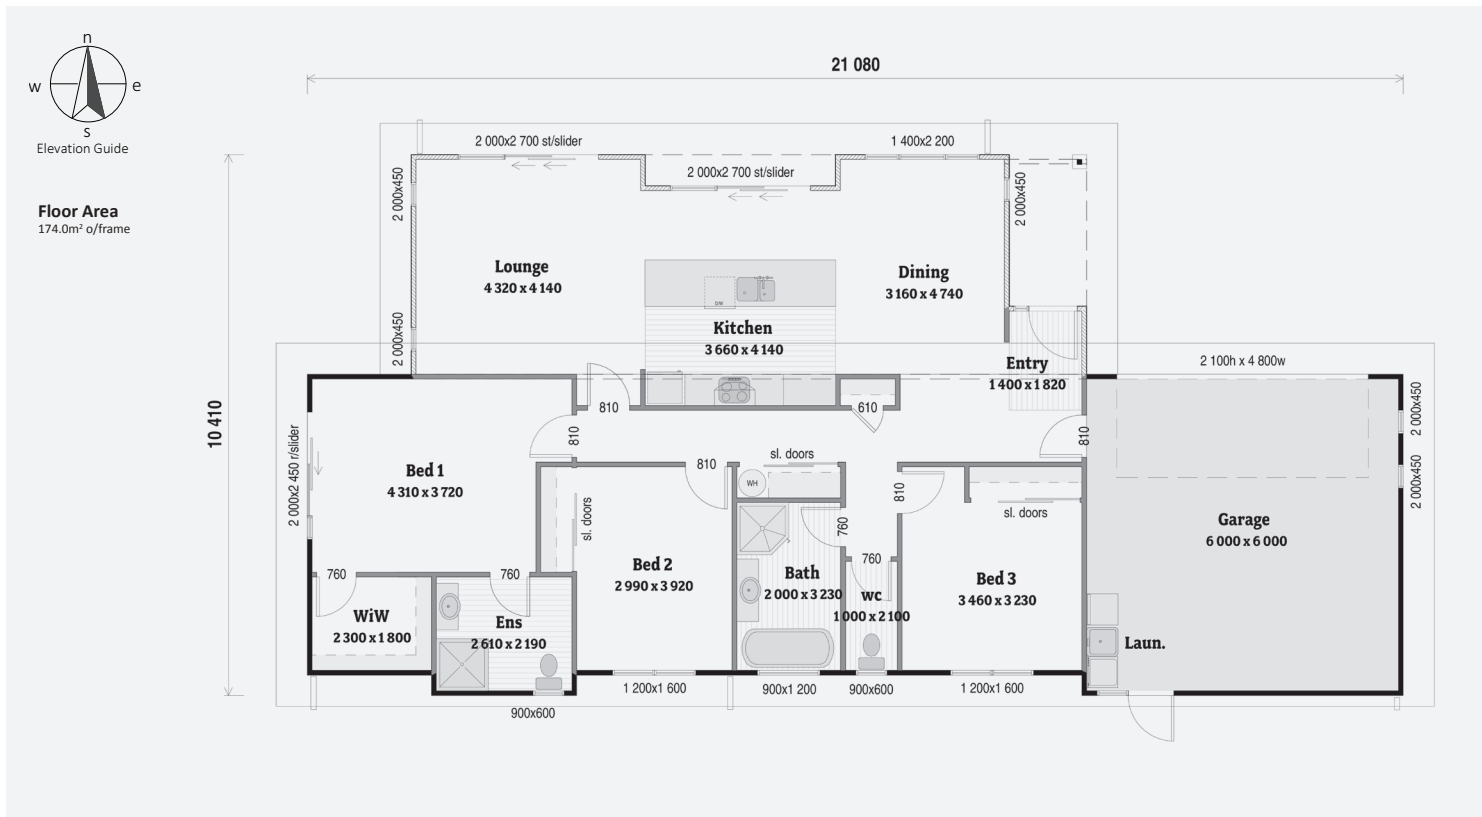 n
w
e
s
Elevation Guide
Floor Area
174.0m² o/frame
21 080
10 410
2 000x2 700 st/slider
2 000x2 700 st/slider
1 400x2 200
2 000x450
2 000x450
2 000x450
Lounge
4 320 x 4 140
Dining
3 160 x 4 740
D/W
Kitchen
3 660 x 4 140
Entry
1 400 x 1 820
2 100h x 4 800w
810
610
810
810
810
2 000x450
2 000x450
2 000x2 450 r/slider
Bed 1
4 310 x 3 720
sl. doors
WH
sl. doors
810
sl. doors
Garage
6 000 x 6 000
760
760
760
760
Bed 2
2 990 x 3 920
Bath
2 000 x 3 230
wc
1 000 x 2 100
Bed 3
3 460 x 3 230
WiW
2 300 x 1 800
Ens
2 610 x 2 190
Laun.
1 200x1 600
900x1 200
900x600
1 200x1 600
900x600